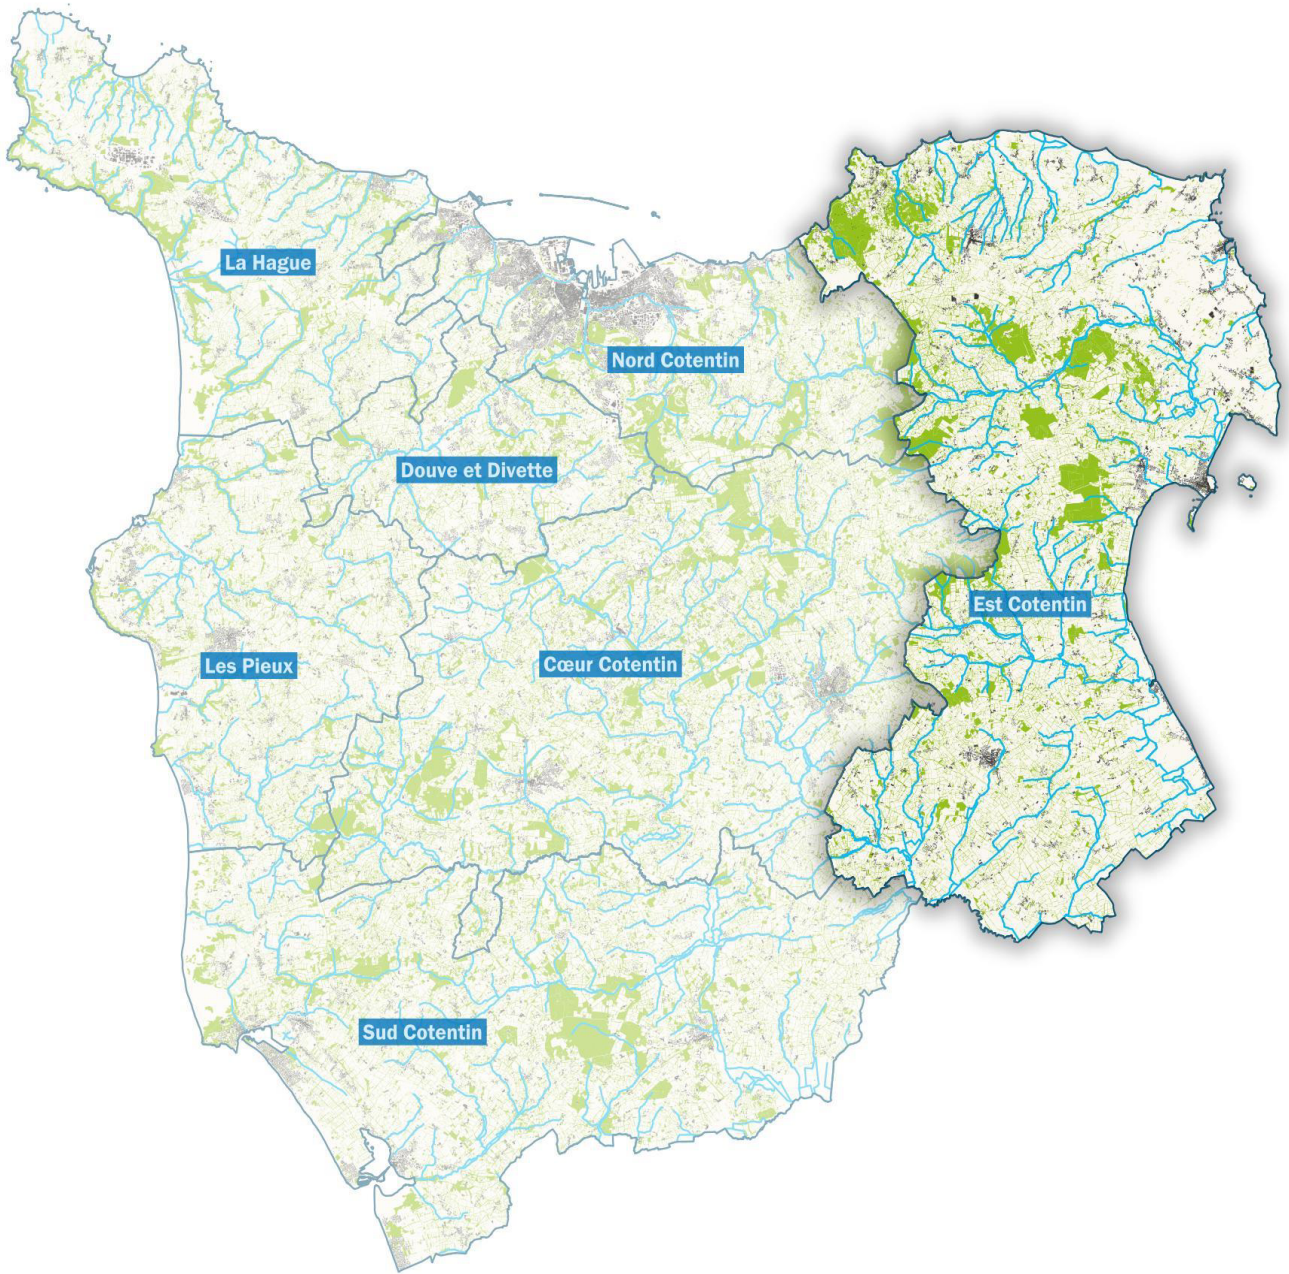 La Hague
Nord Cotentin
Douve et Divette
Est Cotentin
Les Pieux
Cœur Cotentin
Sud Cotentin